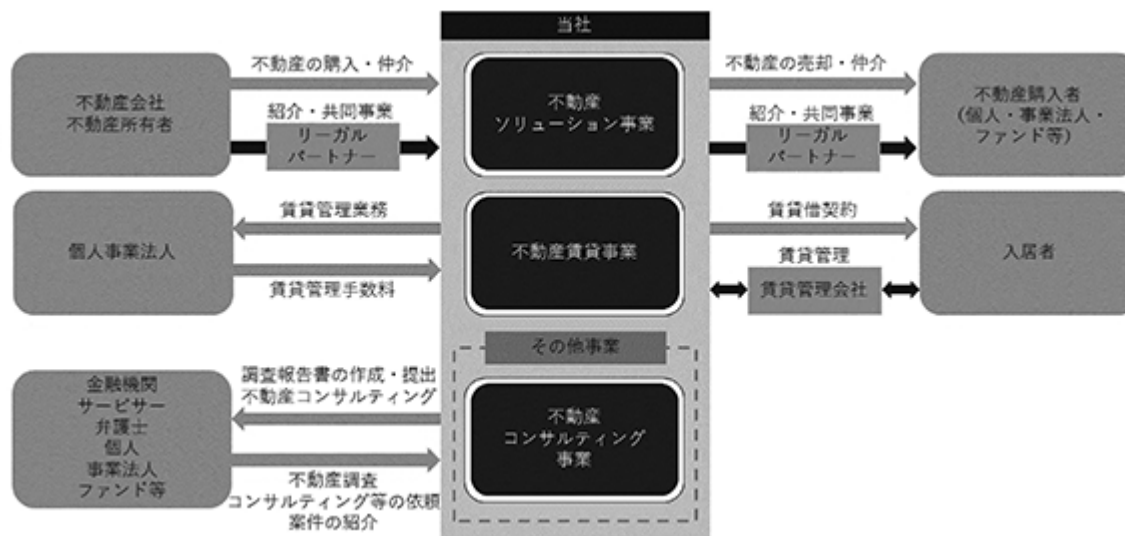 当社
不動産会社
不動産所有者
不動産の購入・仲介
紹介・共同事業
リーガル
パートナー
不動産
ソリューション事業
不動産の売却・仲介
紹介・共同事業
リーガル
パートナー
不動産購入者
(個人・事業法人・
ファンド等)
個人事業法人
賃貸管理業務
賃貸管理手数料
不動産賃貸事業
賃貸借契約
賃貸管理
賃貸管理会社
入居者
その他事業
金融機関
サービサー
弁護士
個人
事業法人
ファンド等
調査報告書の作成・提出
不動産コンサルティング
不動産調査
コンサルティング等の依頼
案件の紹介
不動産
コンサルティング
事業